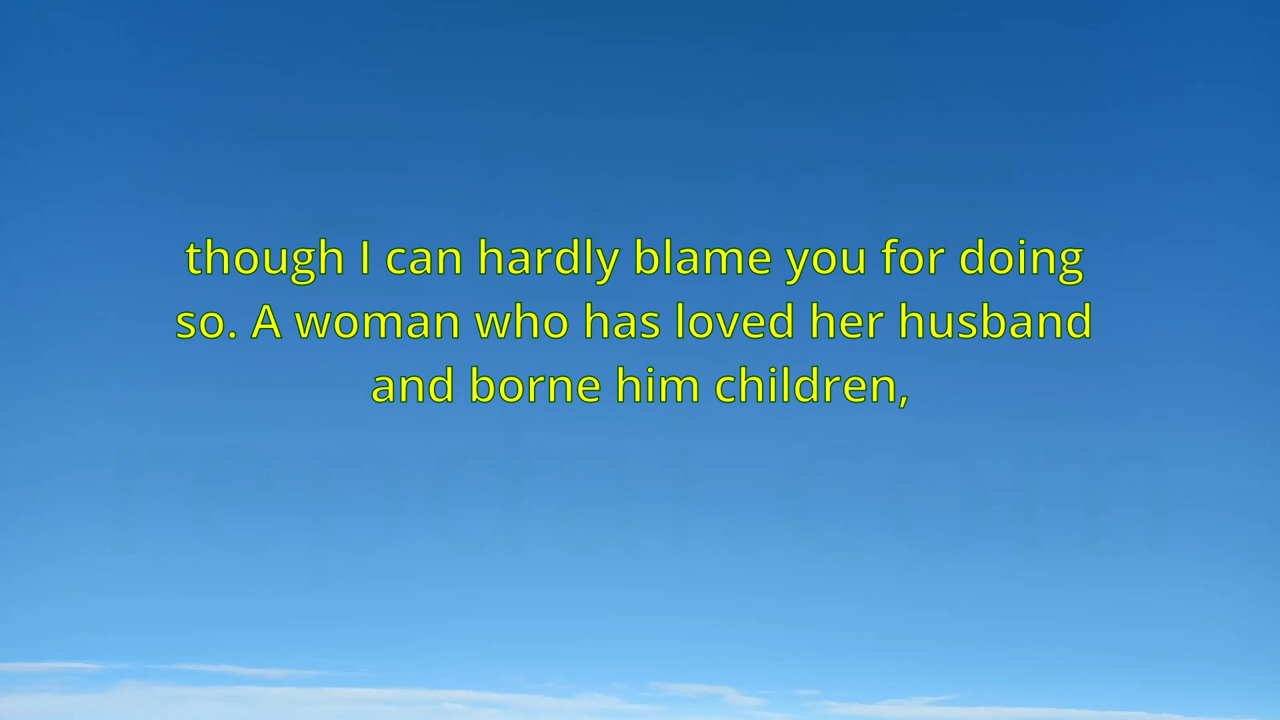 though I can hardly blame you for doing
so. A woman who has loved her husband
and borne him children,